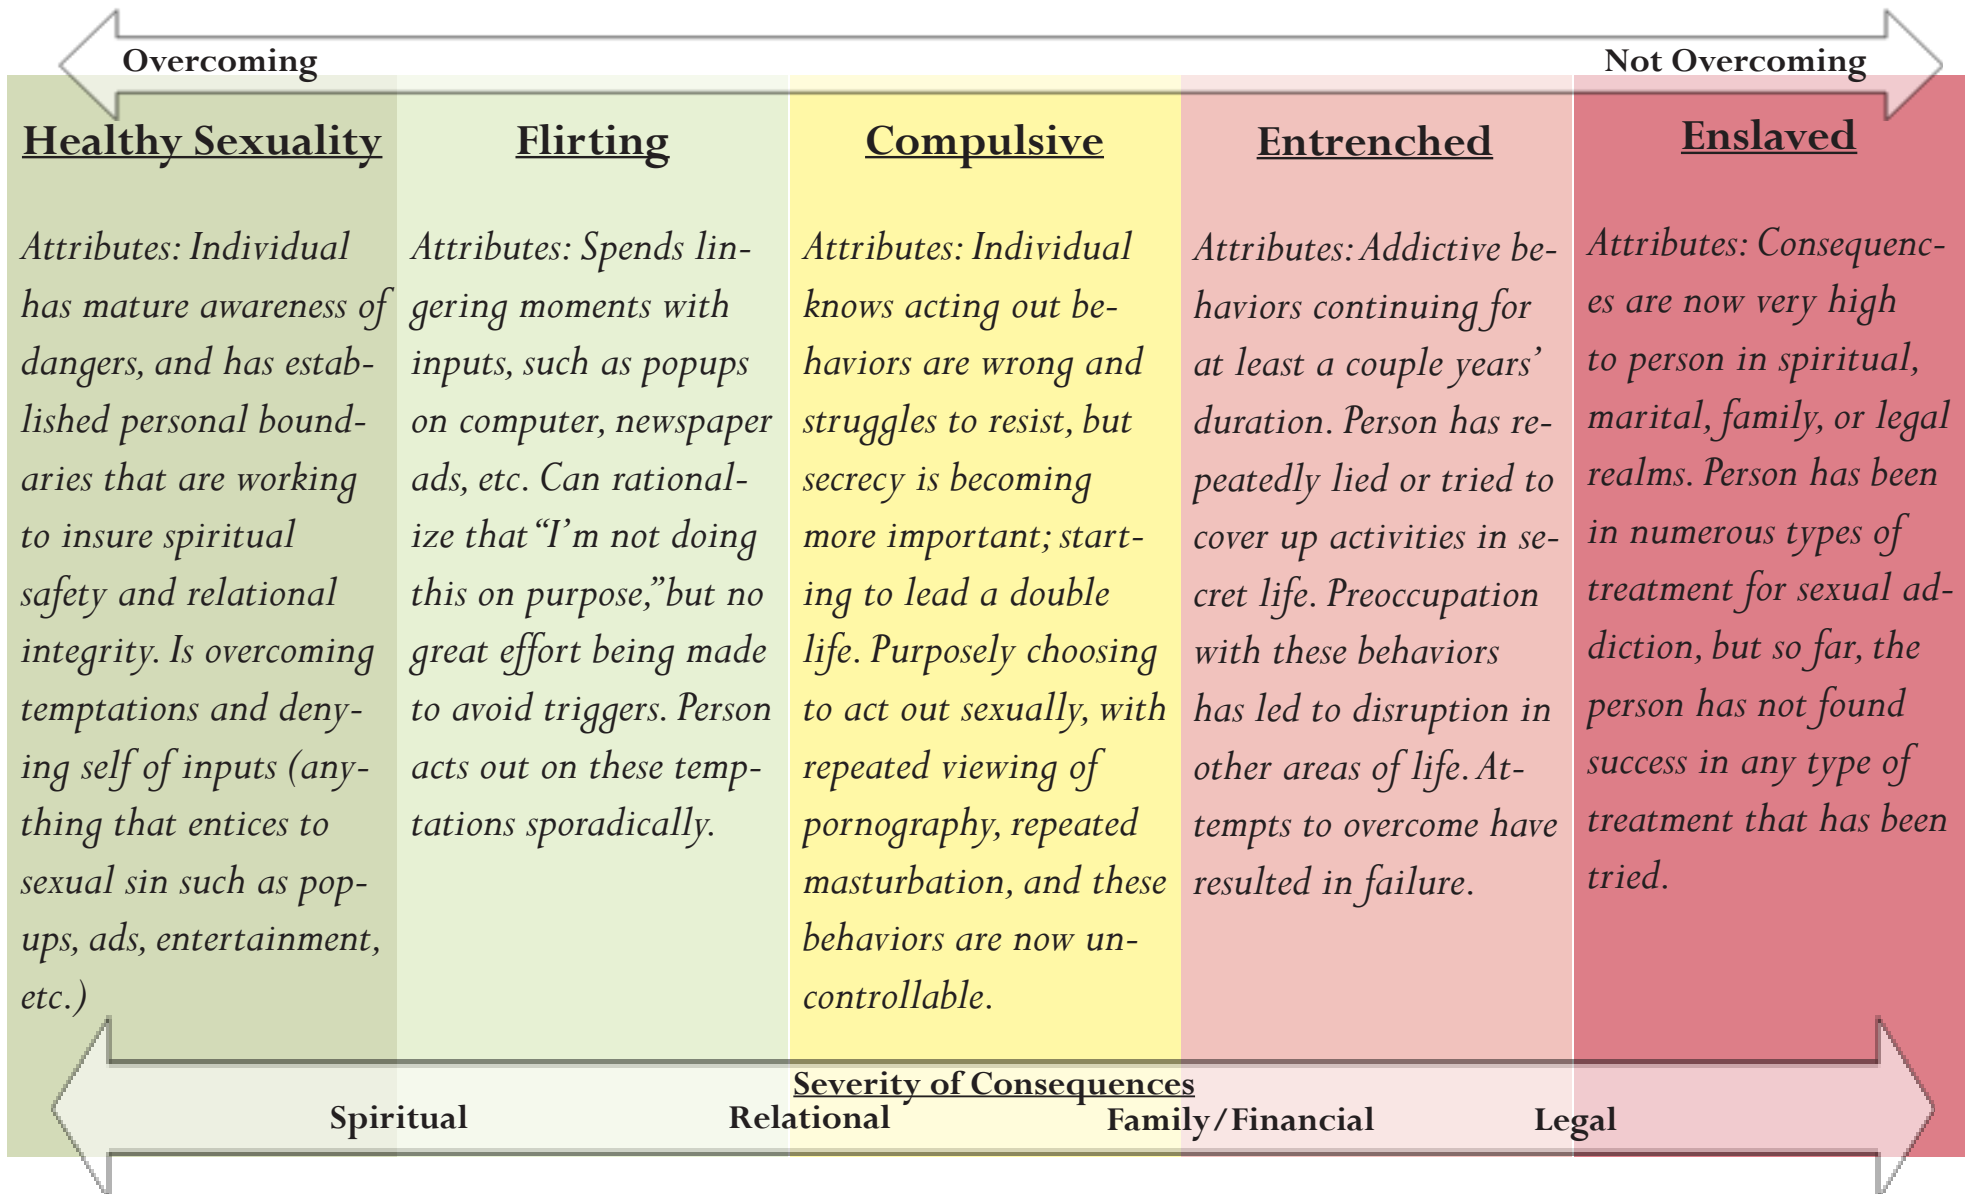 Overcoming
Not Overcoming
Healthy Sexuality
Attributes: Individual
has mature awareness of
dangers, and has estab-
lished personal bound-
aries that are working
to insure spiritual
safety and relational
integrity. Is overcoming
temptations and deny-
ing self of inputs (any-
thing that entices to
sexual sin such as pop-
ups, ads, entertainment,
etc.)
Flirting
Attributes: Spends lin-
gering moments with
inputs, such as popups
on computer, newspaper
ads, etc. Can rational-
ize that “I’m not doing
this on purpose,” but no
great effort being made
to avoid triggers. Person
acts out on these temp-
tations sporadically.
Compulsive
Attributes: Individual
knows acting out be-
haviors are wrong and
struggles to resist, but
secrecy is becoming
more important; start-
ing to lead a double
life. Purposely choosing
to act out sexually, with
repeated viewing of
pornography, repeated
masturbation, and these
behaviors are now un-
controllable.
Entrenched
Attributes: Addictive be-
haviors continuing for
at least a couple years’
duration. Person has re-
peatedly lied or tried to
cover up activities in se-
cret life. Preoccupation
with these behaviors
has led to disruption in
other areas of life. At-
tempts to overcome have
resulted in failure.
Enslaved
Attributes: Consequenc-
es are now very high
to person in spiritual,
marital, family, or legal
realms. Person has been
in numerous types of
treatment for sexual ad-
diction, but so far, the
person has not found
success in any type of
treatment that has been
tried.
Severity of Consequences
Spiritual
Relational
Family/Financial
Legal